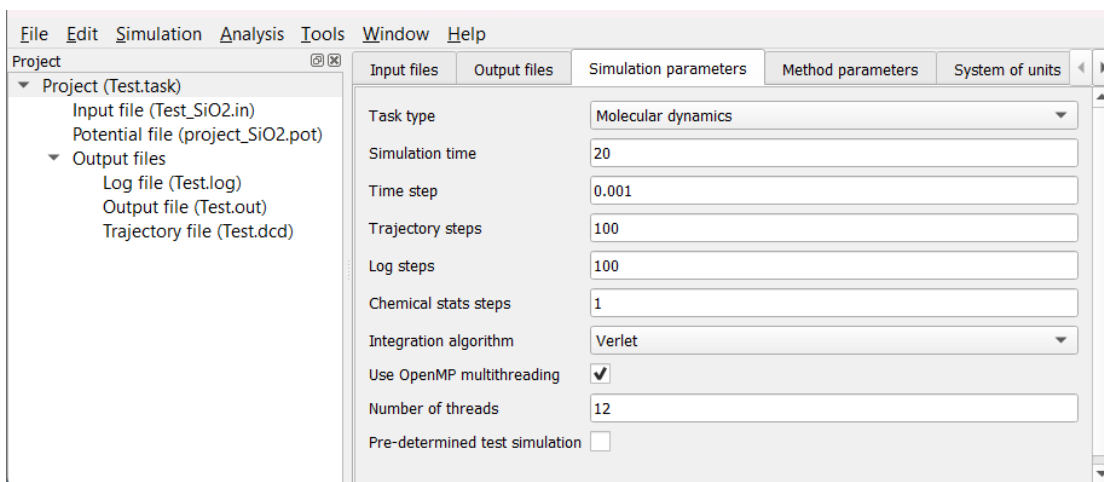 File Edit Simulation Analysis Tools Window Help
Project
Project (Test.task)
Input file (Test_SiO2.in)
Potential file (project_SiO2.pot)
Output files
Log file (Test.log)
Output file (Test.out)
Trajectory file (Test.dcd)
Input files Output files Simulation parameters Method parameters System of units
Task type Molecular dynamics
Simulation time 20
Time step 0.001
Trajectory steps 100
Log steps 100
Chemical stats steps 1
Integration algorithm Verlet
Use OpenMP multithreading
Number of threads 12
Pre-determined test simulation